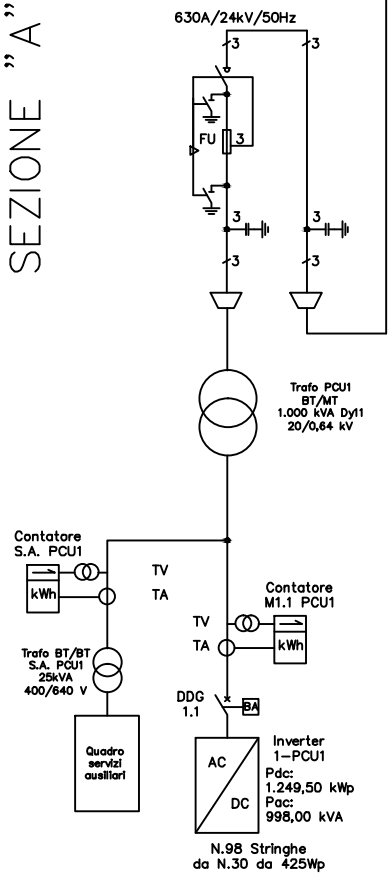 SEZIONE "A"
630A/24kV/50Hz
3
3
FU
3
3
3
3
3
Trafo PCU1
BT/MT
1.000 kVA Dy11
20/0,64 kV
Contatore
S.A. PCU1
kWh
TV
TA
Contatore
M1.1 PCU1
TV
TA
kWh
Trafo BT/BT
S.A. PCU1
25kVA
400/640 V
DDG
1.1
BA
Quadro
servizi
ausiliari
AC
DC
Inverter
1-PCU1
Pdc:
1.249,50 kWp
Pac:
998,00 kVA
N.98 Stringhe
da N.30 da 425Wp